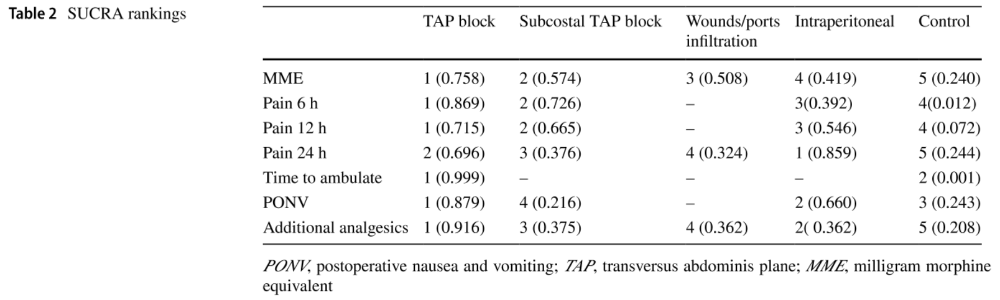 Table 2 SUCRA rankings
TAP block Subcostal TAP block Wounds/ports infiltration Intraperitoneal Control
MME 1 (0.758) 2 (0.574) 3 (0.508) 4 (0.419) 5 (0.240)
Pain 6 h 1 (0.869) 2 (0.726) – 3(0.392) 4(0.012)
Pain 12 h 1 (0.715) 2 (0.665) – 3 (0.546) 4 (0.072)
Pain 24 h 2 (0.696) 3 (0.376) 4 (0.324) 1 (0.859) 5 (0.244)
Time to ambulate 1 (0.999) – – – 2 (0.001)
PONV 1 (0.879) 4 (0.216) – 2 (0.660) 3 (0.243)
Additional analgesics 1 (0.916) 3 (0.375) 4 (0.362) 2( 0.362) 5 (0.208)
PONV, postoperative nausea and vomiting; TAP, transversus abdominis plane; MME, milligram morphine
equivalent